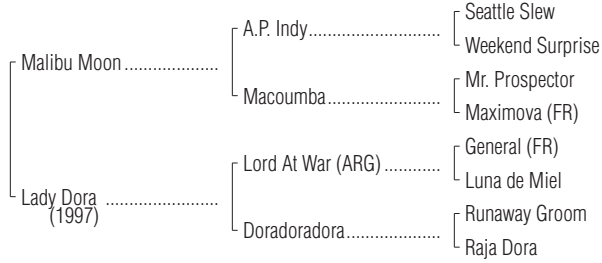 Seattle Slew
A.P. Indy..............................
Weekend Surprise
Malibu Moon .....................
Mr. Prospector
Macoumba..........................
Maximova (FR)
General (FR)
Lord At War (ARG) .............
Luna de Miel
Lady Dora .........................
(1997)
Runaway Groom
Doradoradora.....................
Raja Dora